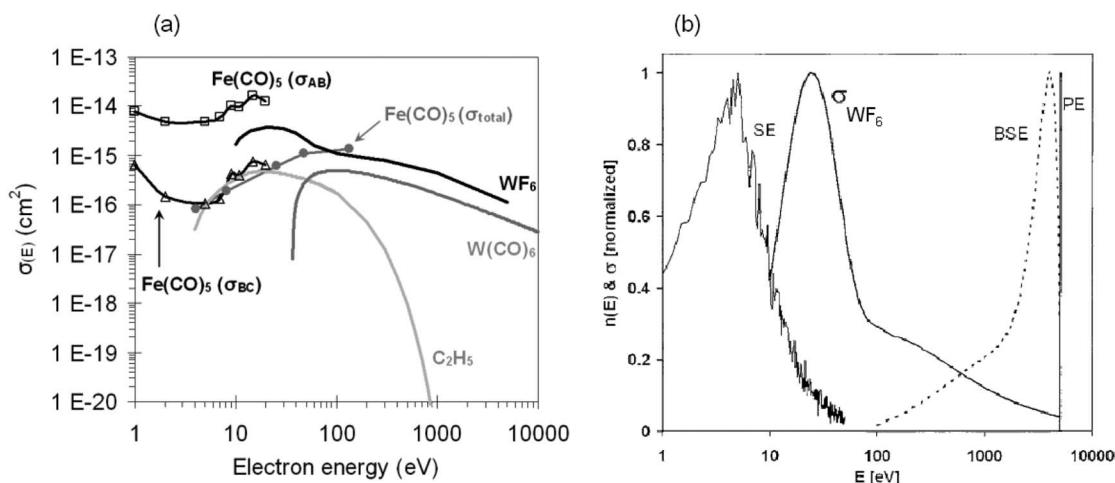 (a)
1 E-13
1 E-14
1 E-15
1 E-16
1 E-17
1 E-18
1 E-19
1 E-20
σ(E) (cm²)
Fe(CO)₅ (σAB)
Fe(CO)₅ (σtotal)
WF₆
W(CO)₆
Fe(CO)₅ (σBC)
C₂H₅
1 10 100 1000 10000
Electron energy (eV)
(b)
1
0.8
0.6
0.4
0.2
0
n(E) & σ [normalized]
SE
σWF₆
BSE
PE
1 10 100 1000 10000
E [eV]